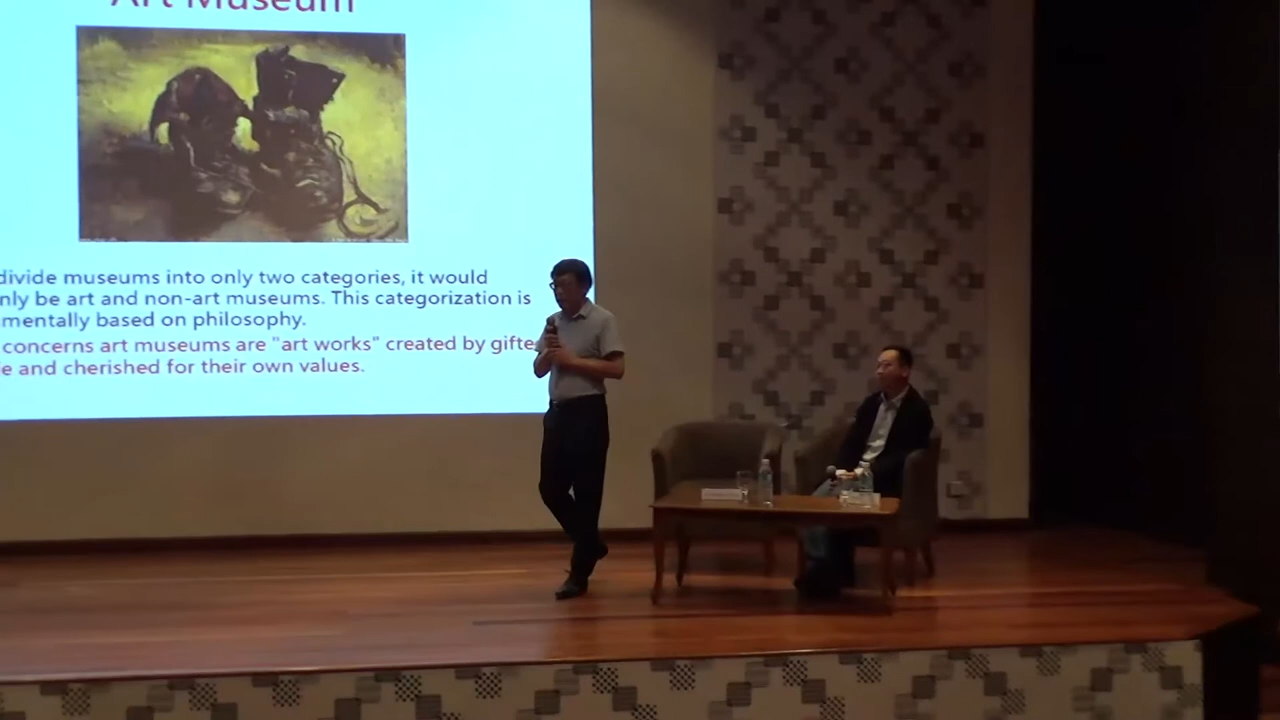 Art Museum
divide museums into only two categories, it would
nly be art and non-art museums. This categorization is
mentally based on philosophy.
concerns art museums are "art works" created by gifte
e and cherished for their own values.